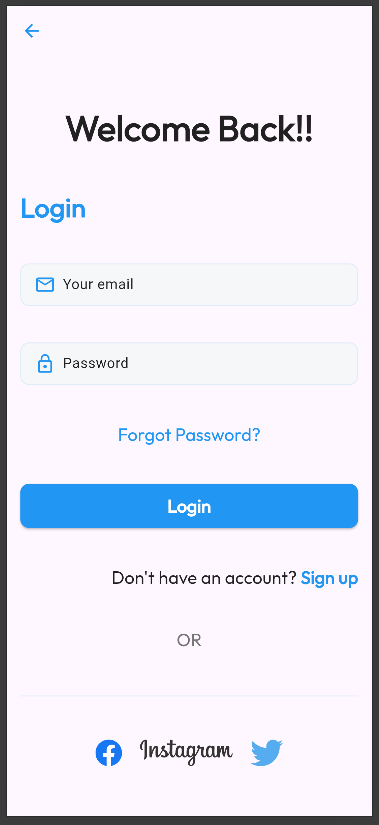 Welcome Back!!
Login
Your email
Password
Forgot Password?
Login
Don't have an account? Sign up
OR
Instagram